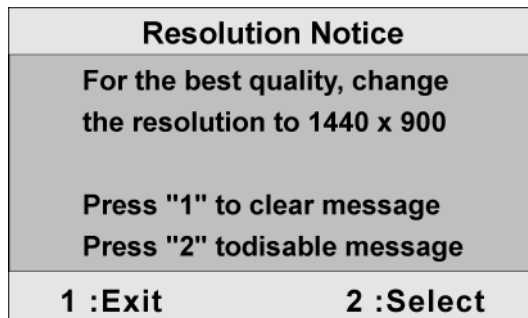 Resolution Notice
For the best quality, change
the resolution to 1440 x 900
Press "1" to clear message
Press "2" todisable message
1 :Exit 2 :Select